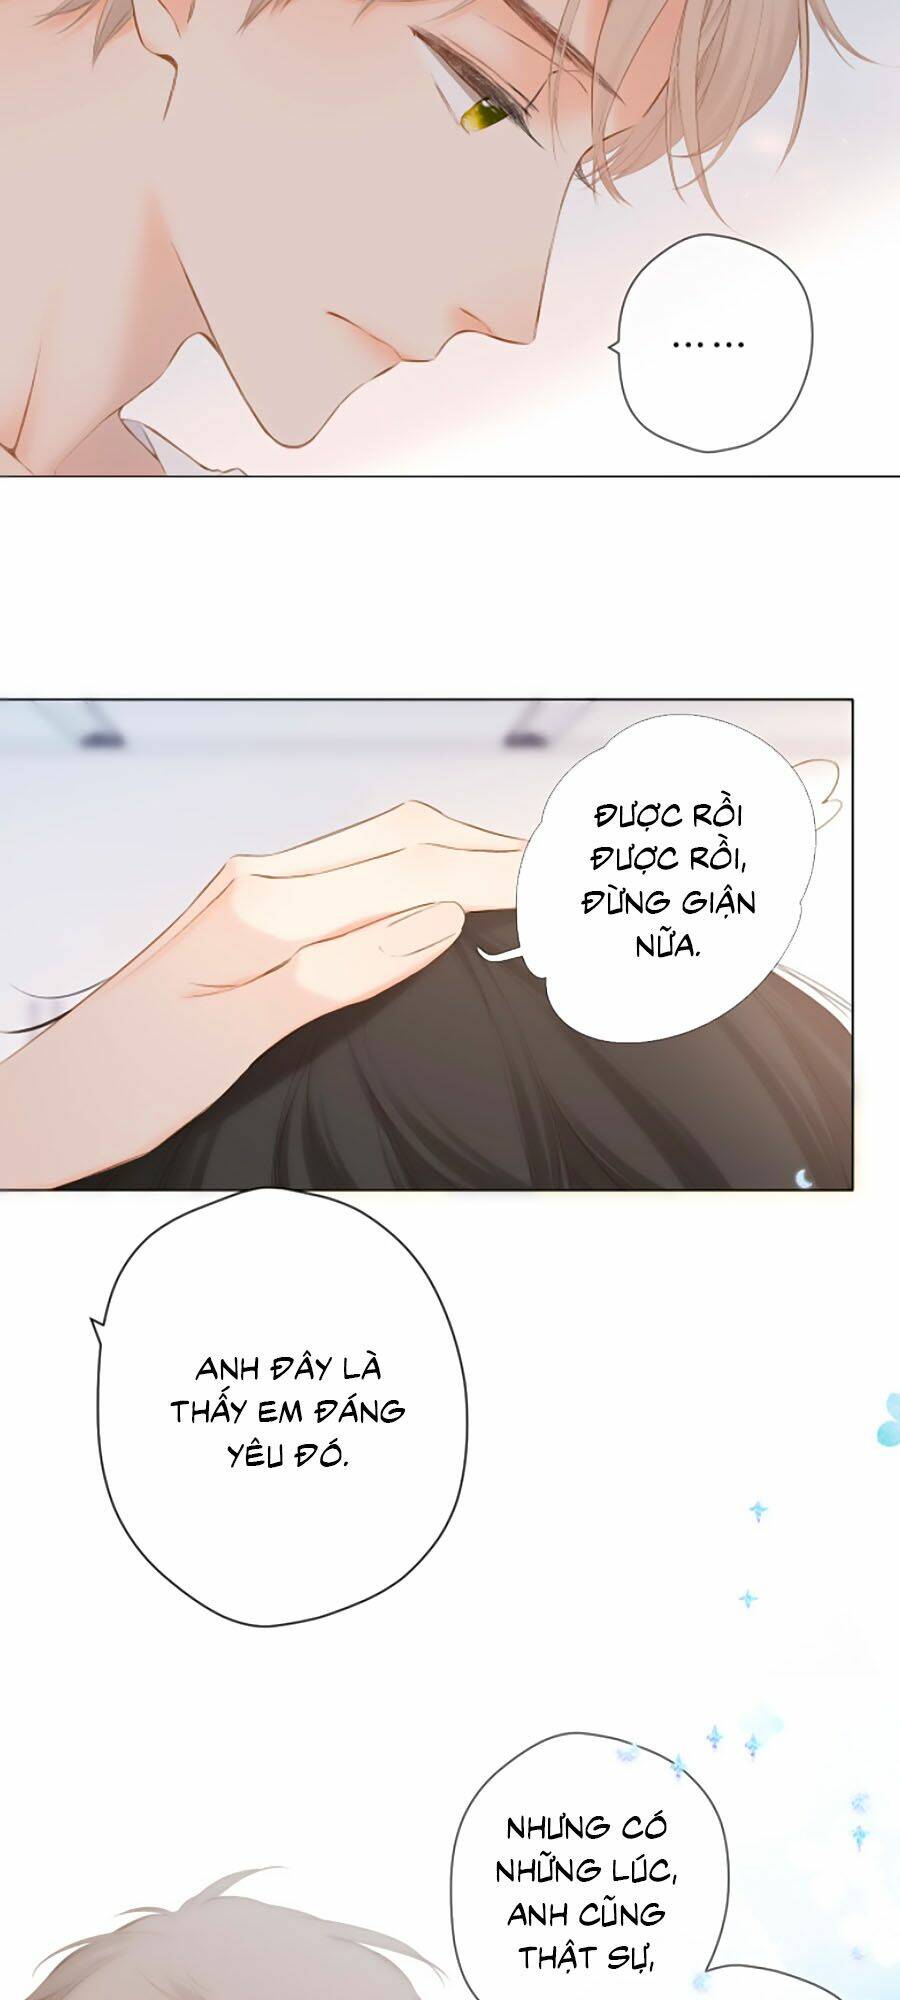 ......
ĐƯỢC RỒI
ĐƯỢC RỒI,
ĐỪNG GIẬN
NỮA.
ANH ĐÂY LÀ
THẤY EM ĐÁNG
YÊU ĐÓ.
NHƯNG CÓ
NHỮNG LÚC,
ANH CŨNG
THẬT SỰ,